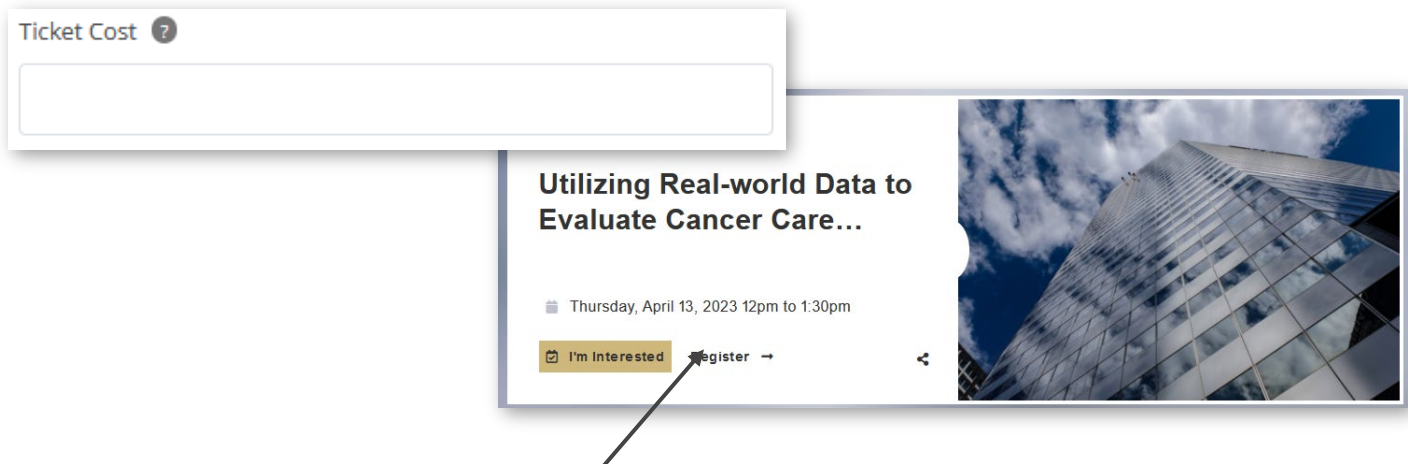 Ticket Cost ?
Utilizing Real-world Data to
Evaluate Cancer Care…
Thursday, April 13, 2023 12pm to 1:30pm
I'm Interested Register →